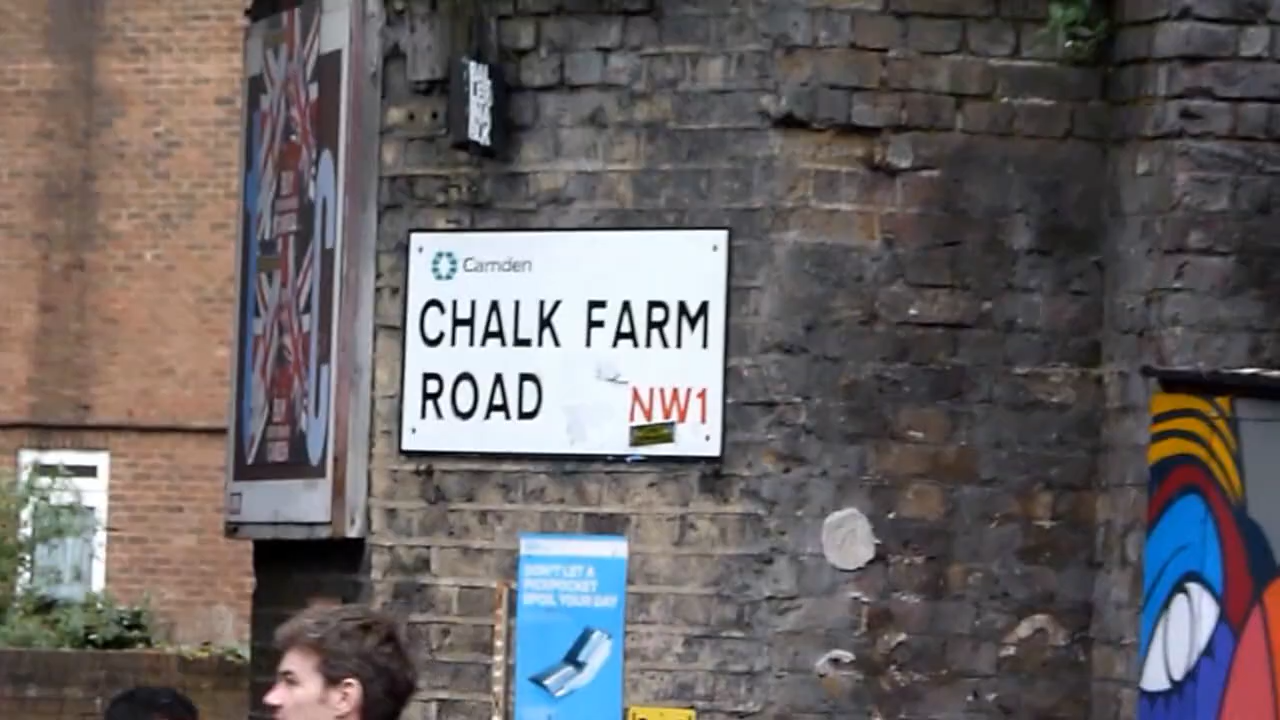 Camden
CHALK FARM
ROAD
NW1
DON'T LET A
PICKPOCKET
SPOIL YOUR DAY